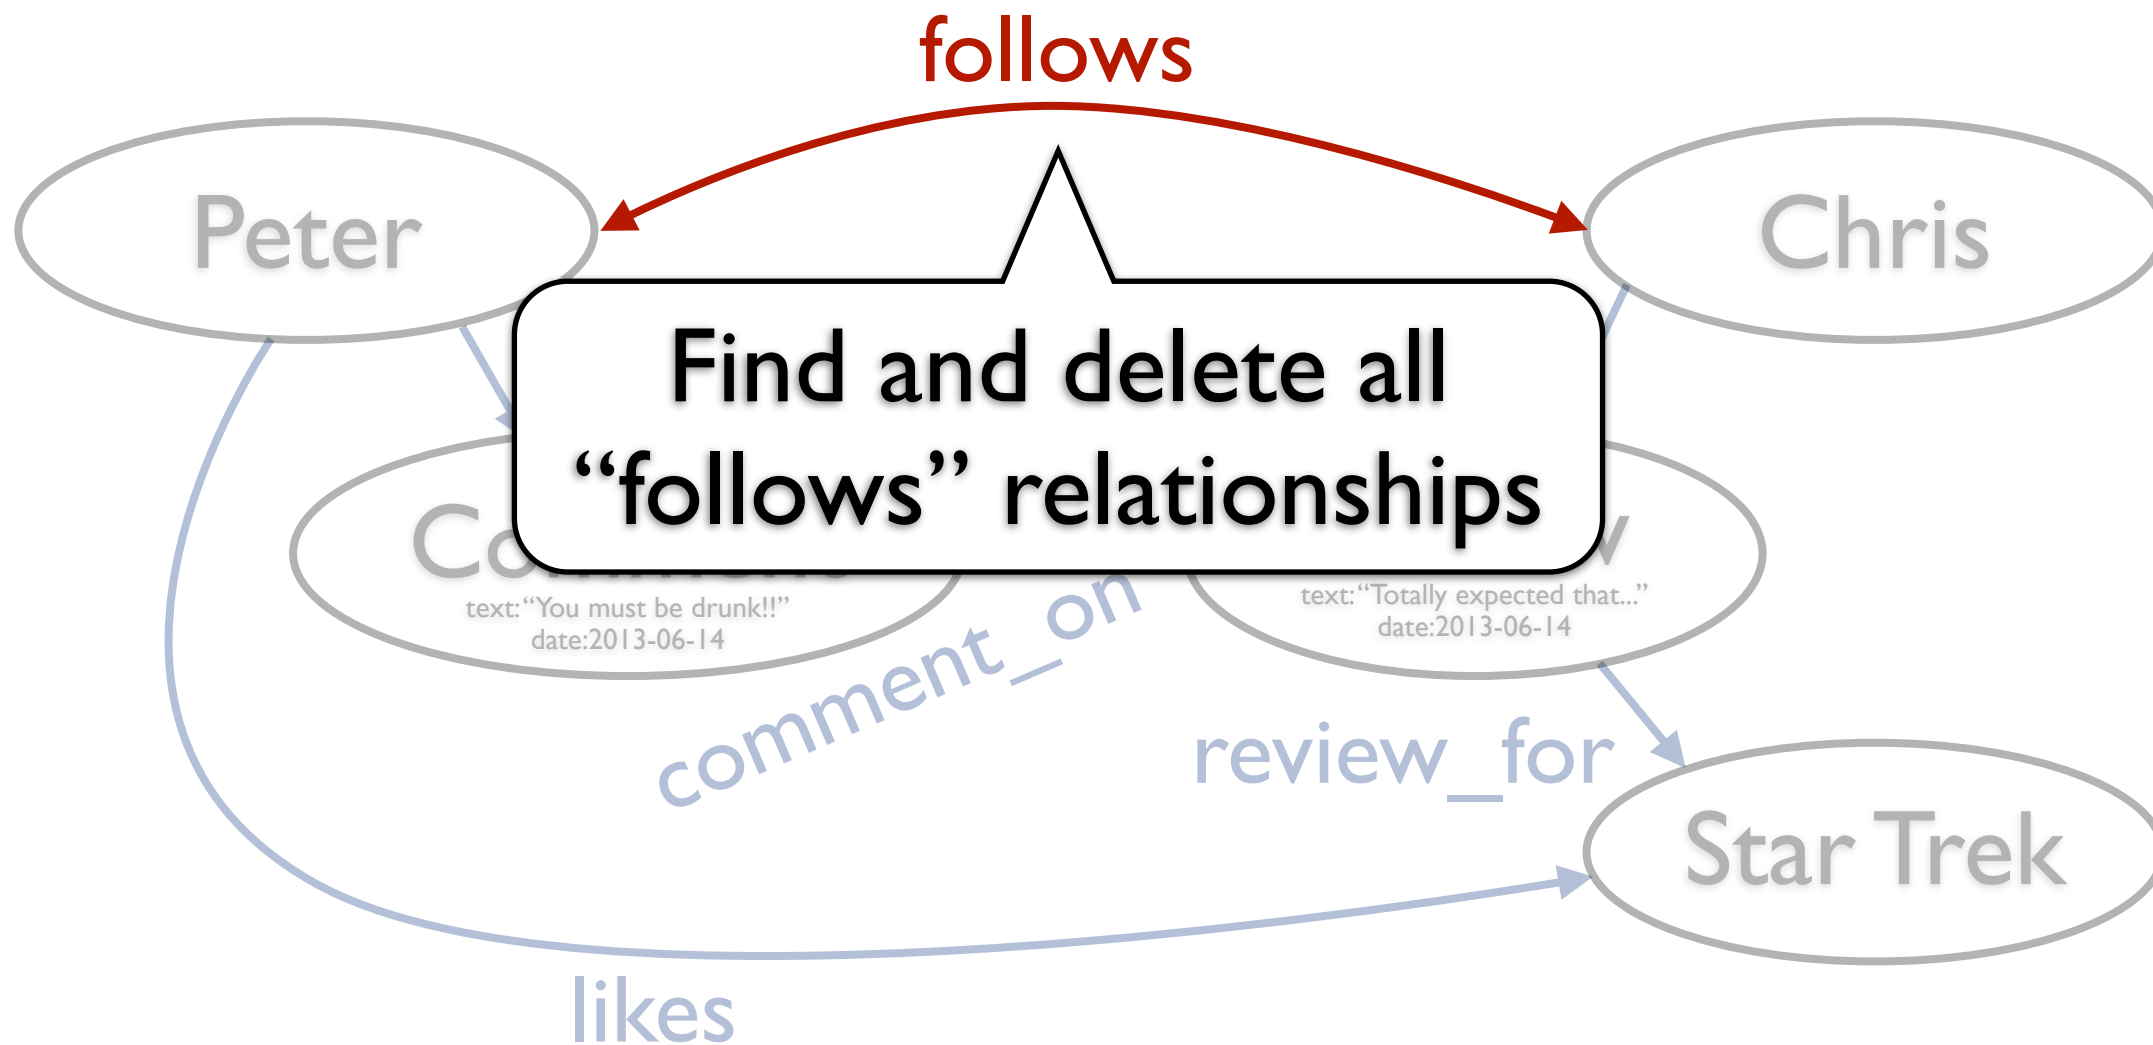 follows
Peter
Chris
Find and delete all
“follows” relationships
text:“You must be drunk!!”
date:2013-06-14
text:“Totally expected that...”
date:2013-06-14
comment_on
review_for
Star Trek
likes